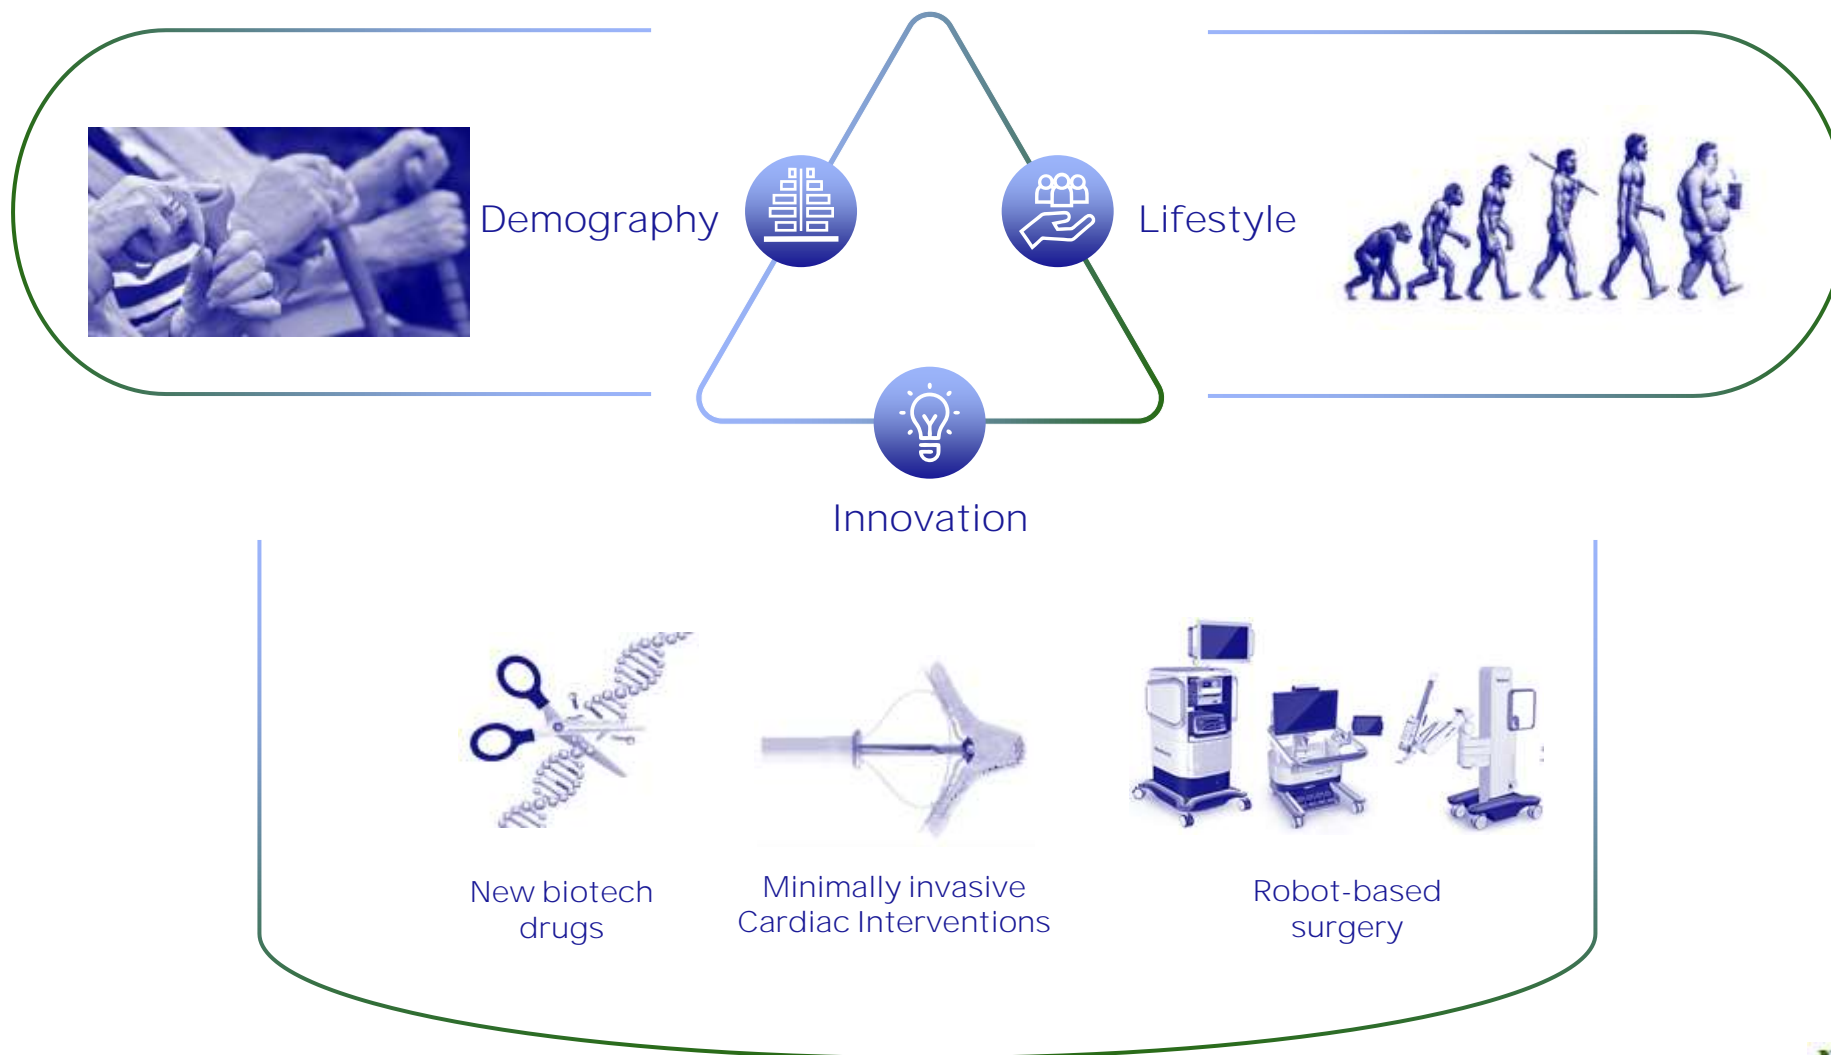 Demography
Lifestyle
Innovation
New biotech
drugs
Minimally invasive
Cardiac Interventions
Robot-based
surgery